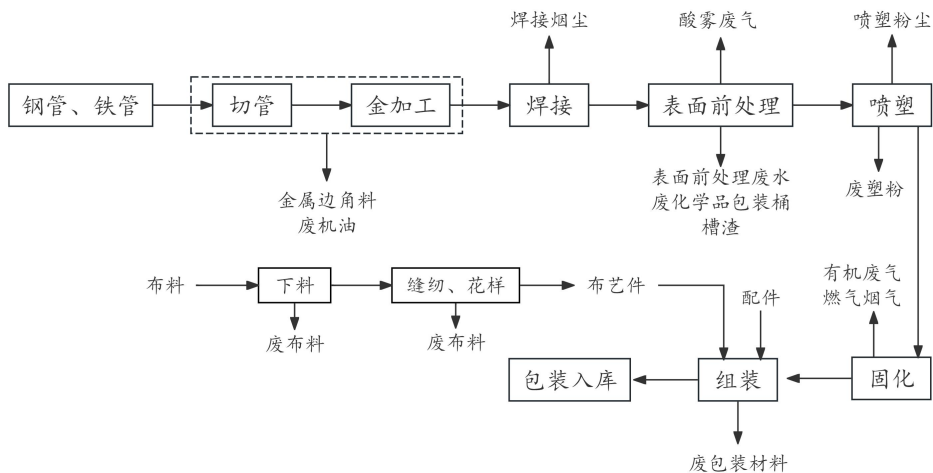 焊接烟尘
酸雾废气
喷塑粉尘
钢管、铁管
切管
金加工
焊接
表面前处理
喷塑
金属边角料
废机油
表面前处理废水
废化学品包装桶
槽渣
废塑粉
布料
下料
缝纫、花样
布艺件
配件
有机废气
燃气烟气
废布料
废布料
包装入库
组装
固化
废包装材料